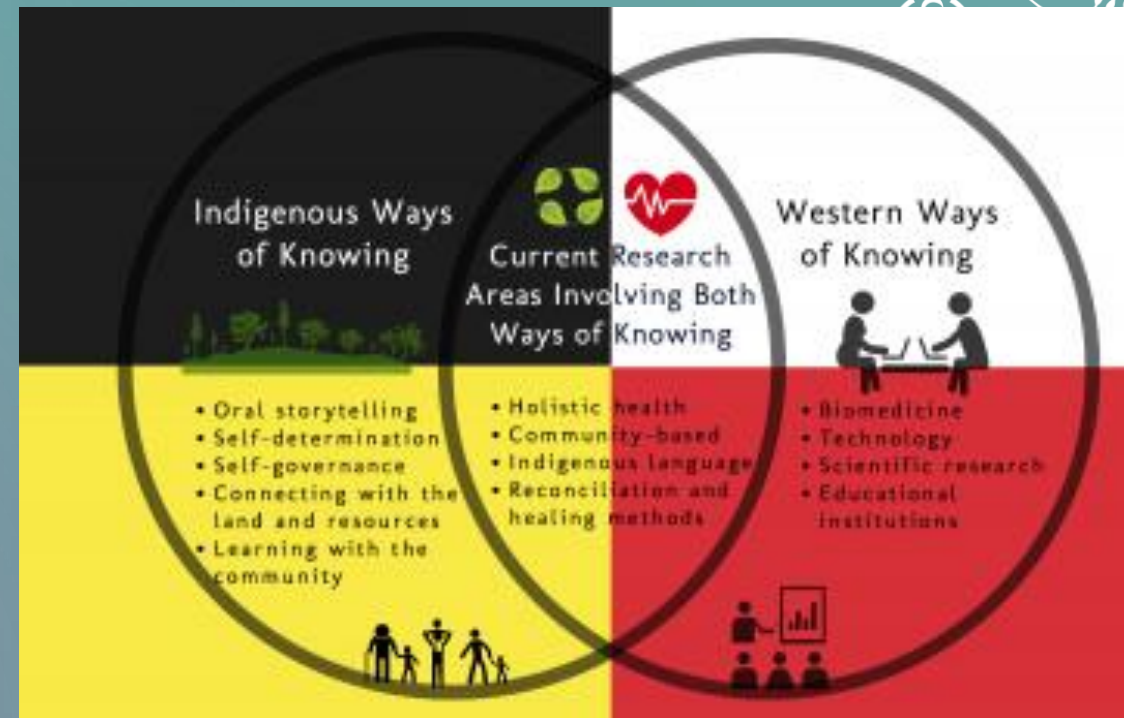 Indigenous Ways
of Knowing
• Oral storytelling
• Self-determination
• Self-governance
• Connecting with the
land and resources
• Learning with the
community
Current Research
Areas Involving Both
Ways of Knowing
• Holistic health
• Community-based
• Indigenous language
• Reconciliation and
healing methods
Western Ways
of Knowing
• Biomedicine
• Technology
• Scientific research
• Educational
institutions